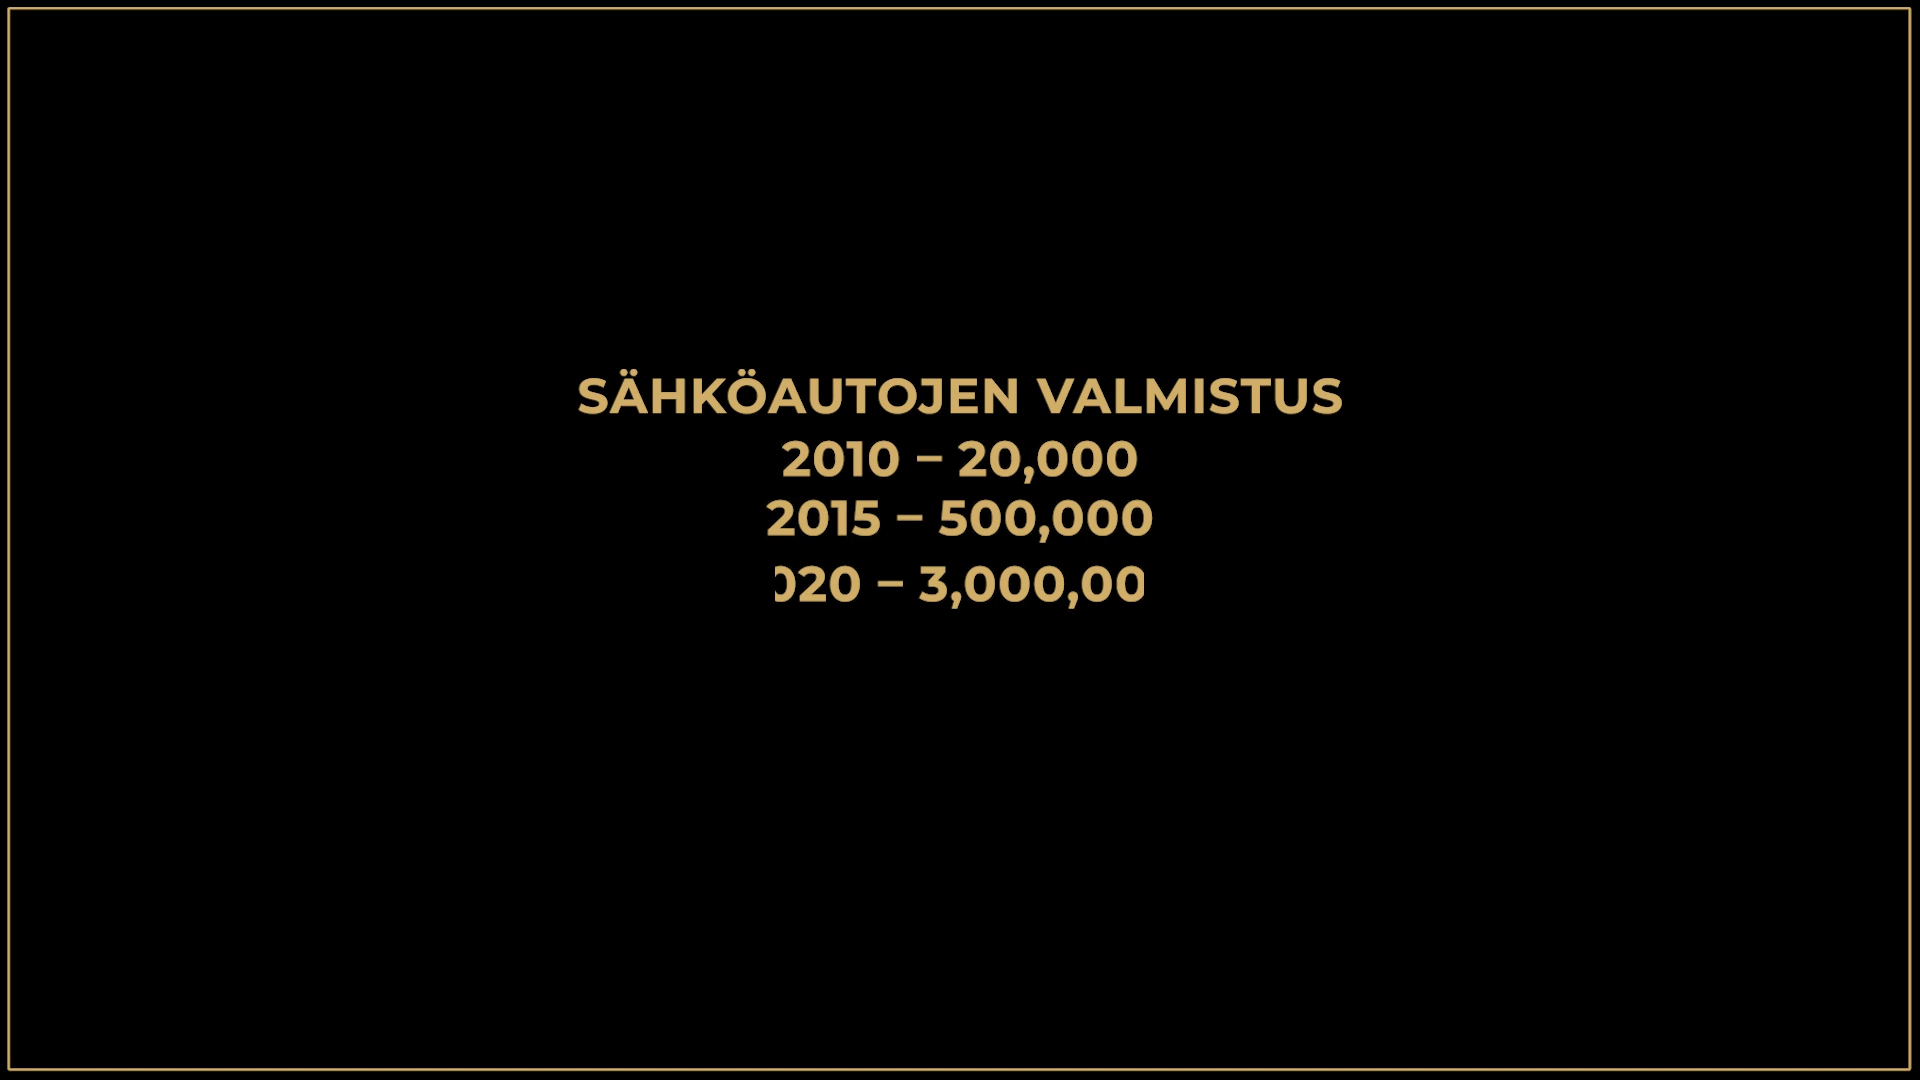 SÄHKÖAUTOJEN VALMISTUS
2010 – 20,000
2015 – 500,000
020 – 3,000,00